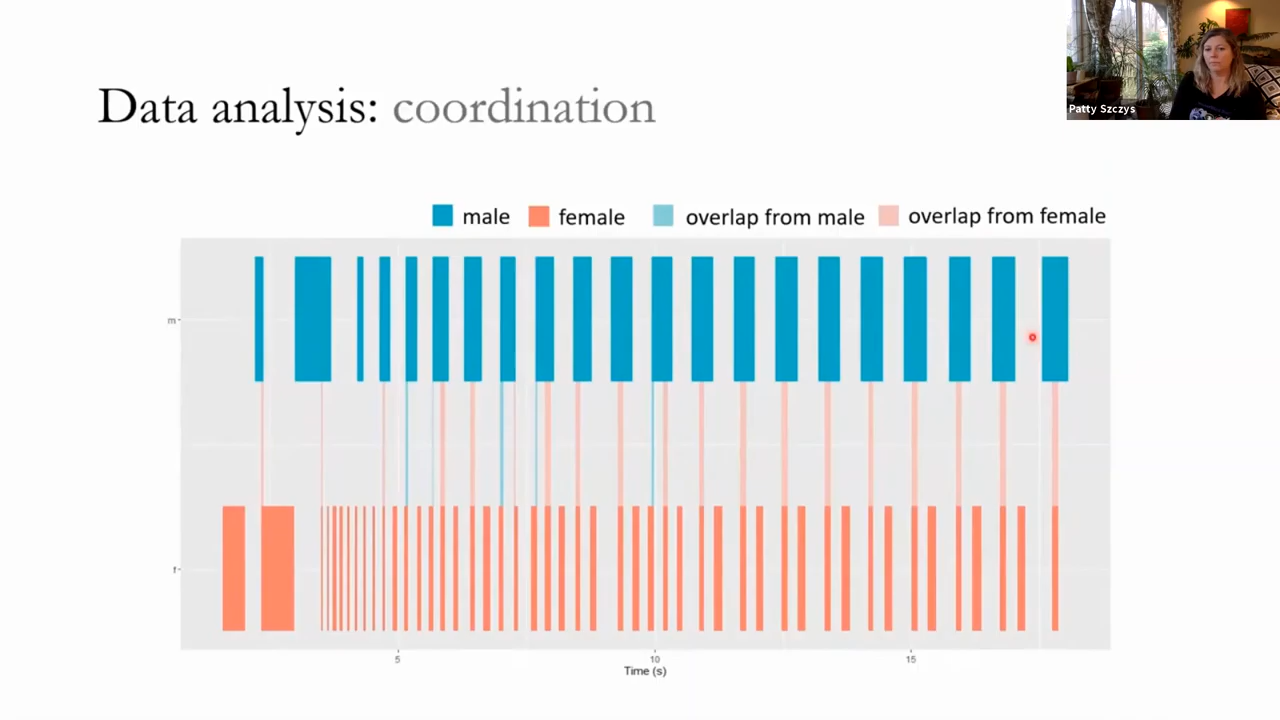 Patty Szczys
Data analysis: coordination
male female overlap from male overlap from female
m
f
5 10 15
Time (s)